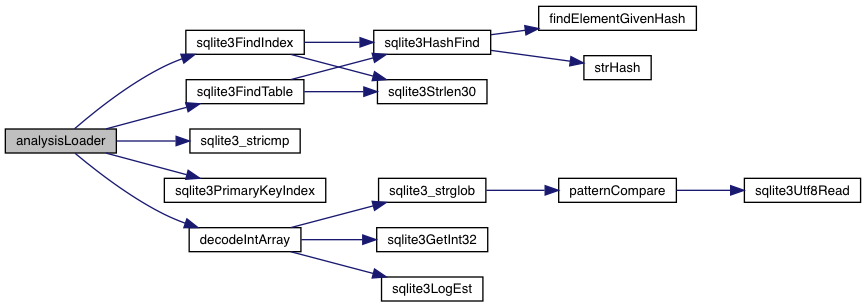 analysisLoader
sqlite3FindIndex
sqlite3FindTable
sqlite3_stricmp
sqlite3PrimaryKeyIndex
decodeIntArray
sqlite3HashFind
sqlite3Strlen30
sqlite3_strglob
sqlite3GetInt32
sqlite3LogEst
findElementGivenHash
strHash
patternCompare
sqlite3Utf8Read